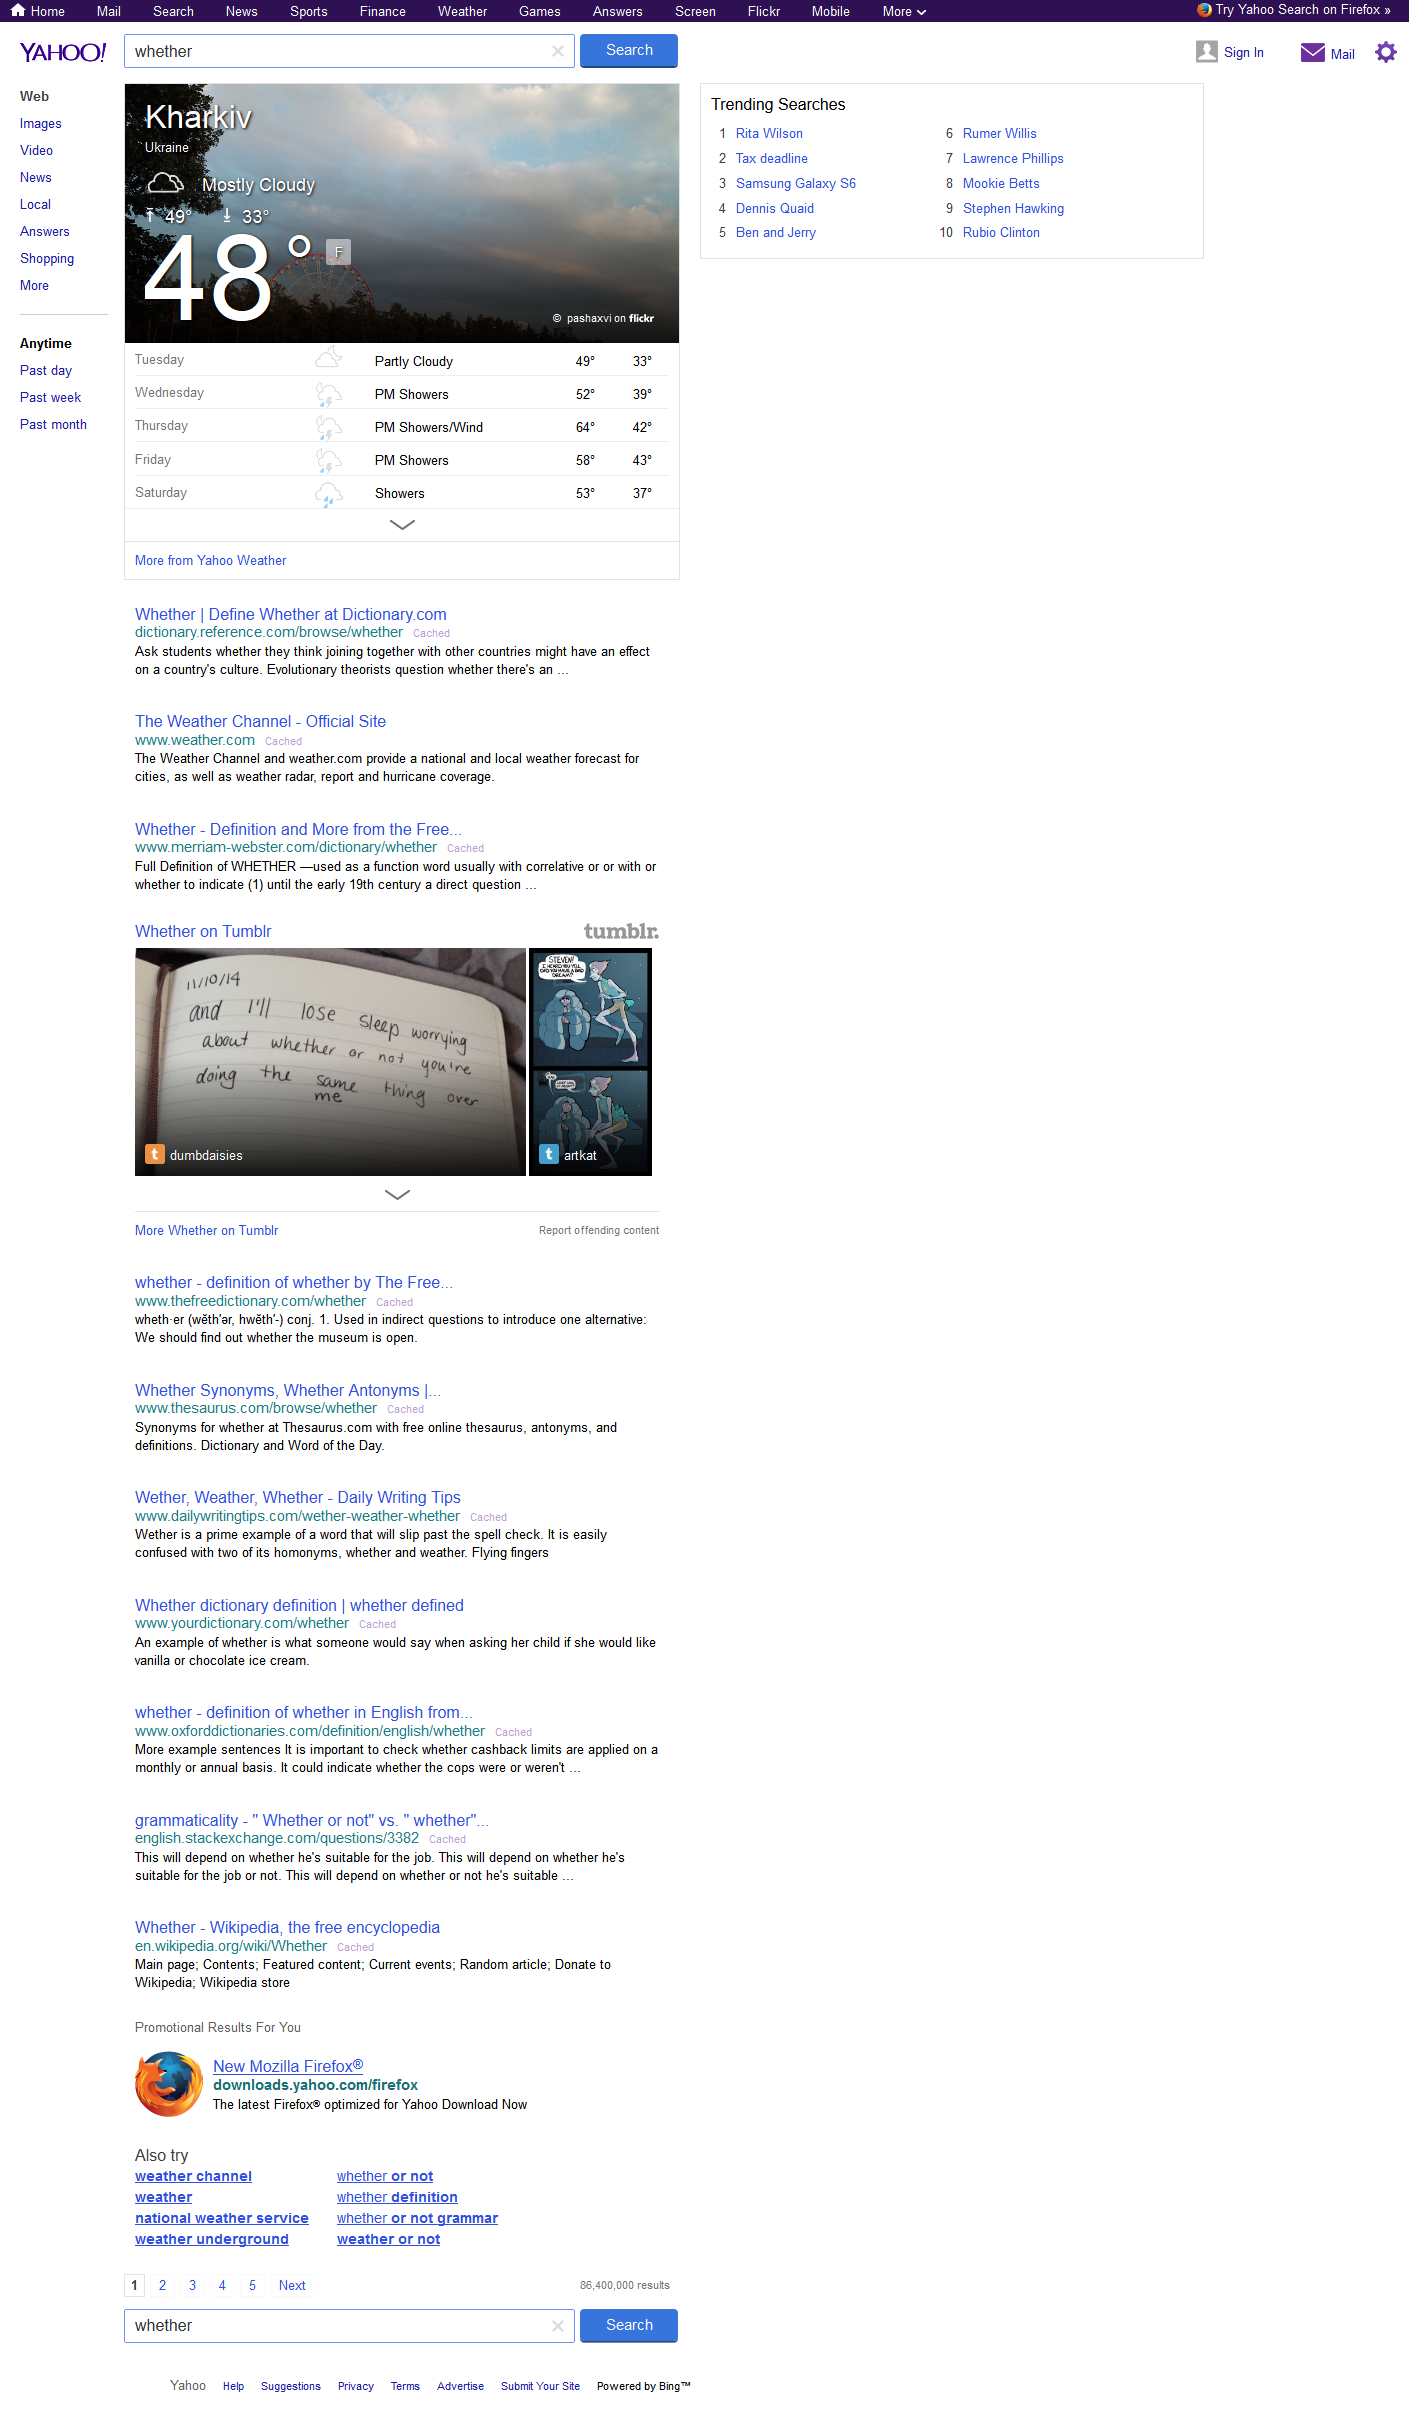 Home Mail Search News Sports Finance Weather Games Answers Screen Flickr Mobile More Try Yahoo Search on Firefox »
YAHOO! whether Search Sign In Mail
Web
Images
Video
News
Local
Answers
Shopping
More
Anytime
Past day
Past week
Past month
Kharkiv
Ukraine
Mostly Cloudy
49° 33°
48° F
© pashaxvi on flickr
Tuesday Partly Cloudy 49° 33°
Wednesday PM Showers 52° 39°
Thursday PM Showers/Wind 64° 42°
Friday PM Showers 58° 43°
Saturday Showers 53° 37°
More from Yahoo Weather
Trending Searches
1 Rita Wilson 6 Rumer Willis
2 Tax deadline 7 Lawrence Phillips
3 Samsung Galaxy S6 8 Mookie Betts
4 Dennis Quaid 9 Stephen Hawking
5 Ben and Jerry 10 Rubio Clinton
Whether | Define Whether at Dictionary.com
dictionary.reference.com/browse/whether Cached
Ask students whether they think joining together with other countries might have an effect
on a country's culture. Evolutionary theorists question whether there's an ...
The Weather Channel - Official Site
www.weather.com Cached
The Weather Channel and weather.com provide a national and local weather forecast for
cities, as well as weather radar, report and hurricane coverage.
Whether - Definition and More from the Free...
www.merriam-webster.com/dictionary/whether Cached
Full Definition of WHETHER —used as a function word usually with correlative or or with or
whether to indicate (1) until the early 19th century a direct question ...
Whether on Tumblr tumblr.
11/10/14
and I'll lose sleep worrying
about whether or not you're
doing the same thing over
me
dumbdaisies
STEVEN!
I HEARD YOU YELL
DID YOU HAVE A BAD
DREAM?
artkat
More Whether on Tumblr Report offending content
whether - definition of whether by The Free...
www.thefreedictionary.com/whether Cached
wheth·er (wĕth′ər, hwĕth′-) conj. 1. Used in indirect questions to introduce one alternative:
We should find out whether the museum is open.
Whether Synonyms, Whether Antonyms |...
www.thesaurus.com/browse/whether Cached
Synonyms for whether at Thesaurus.com with free online thesaurus, antonyms, and
definitions. Dictionary and Word of the Day.
Wether, Weather, Whether - Daily Writing Tips
www.dailywritingtips.com/wether-weather-whether Cached
Wether is a prime example of a word that will slip past the spell check. It is easily
confused with two of its homonyms, whether and weather. Flying fingers
Whether dictionary definition | whether defined
www.yourdictionary.com/whether Cached
An example of whether is what someone would say when asking her child if she would like
vanilla or chocolate ice cream.
whether - definition of whether in English from...
www.oxforddictionaries.com/definition/english/whether Cached
More example sentences It is important to check whether cashback limits are applied on a
monthly or annual basis. It could indicate whether the cops were or weren't ...
grammaticality - " Whether or not" vs. " whether"...
english.stackexchange.com/questions/3382 Cached
This will depend on whether he's suitable for the job. This will depend on whether he's
suitable for the job or not. This will depend on whether or not he's suitable ...
Whether - Wikipedia, the free encyclopedia
en.wikipedia.org/wiki/Whether Cached
Main page; Contents; Featured content; Current events; Random article; Donate to
Wikipedia; Wikipedia store
Promotional Results For You
New Mozilla Firefox®
downloads.yahoo.com/firefox
The latest Firefox® optimized for Yahoo Download Now
Also try
weather channel whether or not
weather whether definition
national weather service whether or not grammar
weather underground weather or not
1 2 3 4 5 Next 86,400,000 results
whether Search
Yahoo Help Suggestions Privacy Terms Advertise Submit Your Site Powered by Bing™